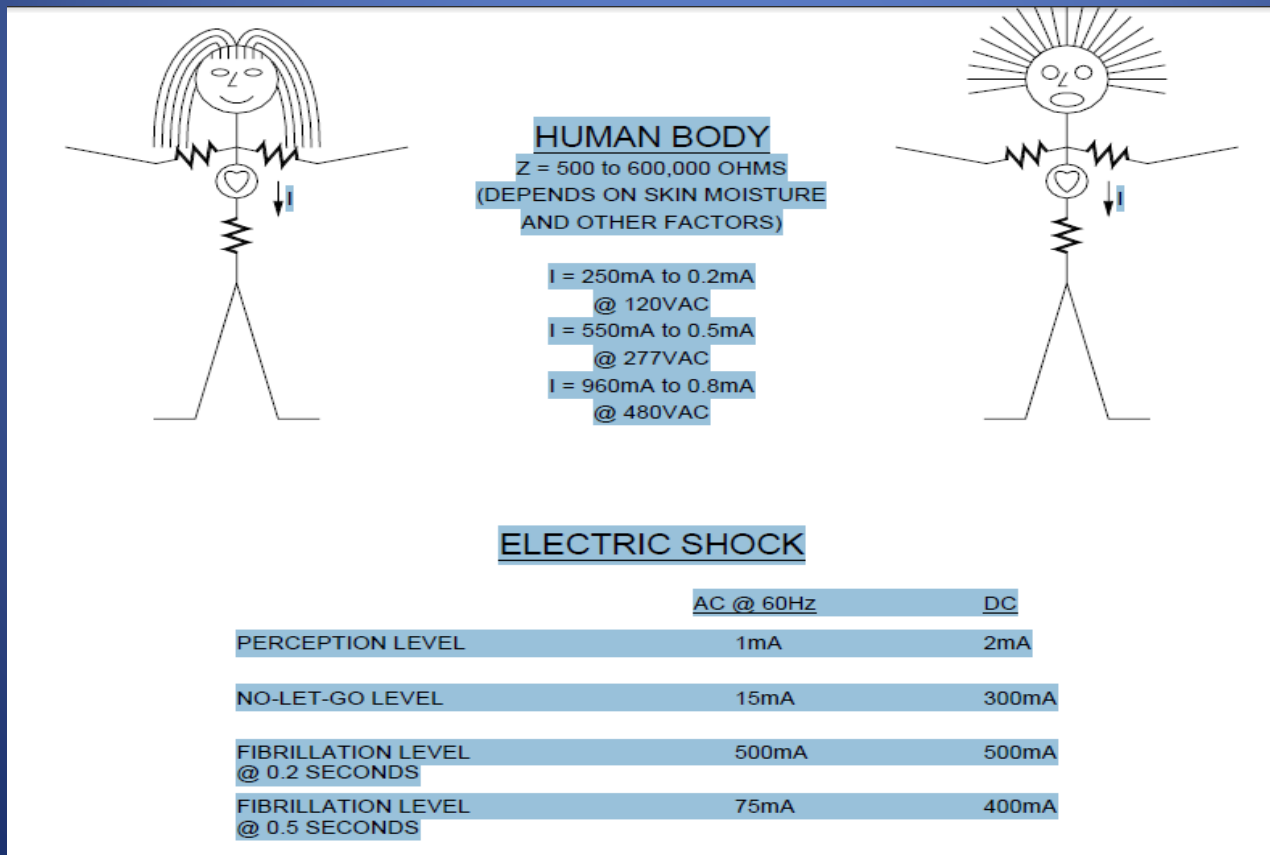 HUMAN BODY
Z = 500 to 600,000 OHMS
(DEPENDS ON SKIN MOISTURE
AND OTHER FACTORS)
I
I
I = 250mA to 0.2mA
@ 120VAC
I = 550mA to 0.5mA
@ 277VAC
I = 960mA to 0.8mA
@ 480VAC
ELECTRIC SHOCK
AC @ 60Hz DC
PERCEPTION LEVEL 1mA 2mA
NO-LET-GO LEVEL 15mA 300mA
FIBRILLATION LEVEL 500mA 500mA
@ 0.2 SECONDS
FIBRILLATION LEVEL 75mA 400mA
@ 0.5 SECONDS